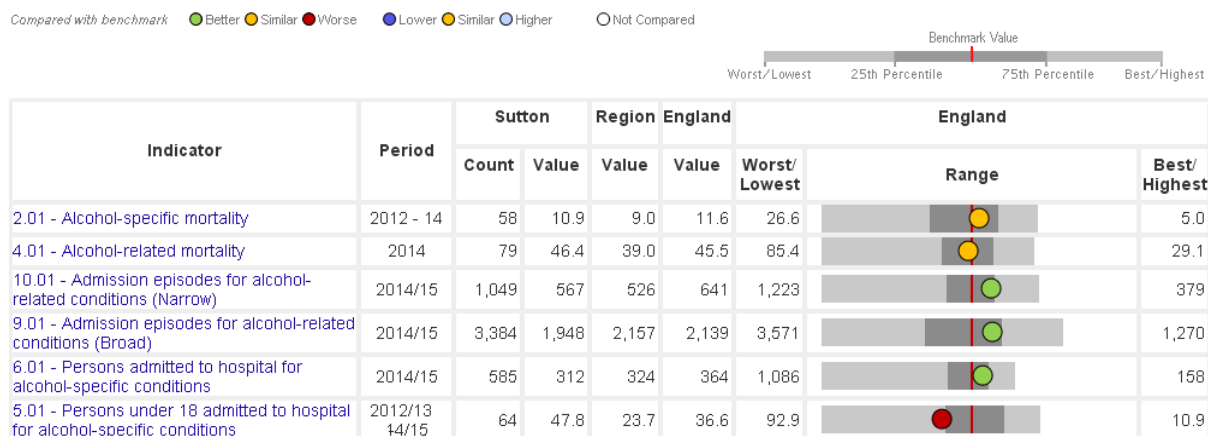 Compared with benchmark Better Similar Worse Lower Similar Higher Not Compared
Benchmark Value
Worst/Lowest 25th Percentile 75th Percentile Best/Highest
Indicator Period Sutton Region England England
Count Value Value Value Worst/ Lowest Range Best/ Highest
2.01 - Alcohol-specific mortality 2012 - 14 58 10.9 9.0 11.6 26.6 5.0
4.01 - Alcohol-related mortality 2014 79 46.4 39.0 45.5 85.4 29.1
10.01 - Admission episodes for alcohol-
related conditions (Narrow) 2014/15 1,049 567 526 641 1,223 379
9.01 - Admission episodes for alcohol-related
conditions (Broad) 2014/15 3,384 1,948 2,157 2,139 3,571 1,270
6.01 - Persons admitted to hospital for
alcohol-specific conditions 2014/15 585 312 324 364 1,086 158
5.01 - Persons under 18 admitted to hospital 2012/13
for alcohol-specific conditions 14/15 64 47.8 23.7 36.6 92.9 10.9